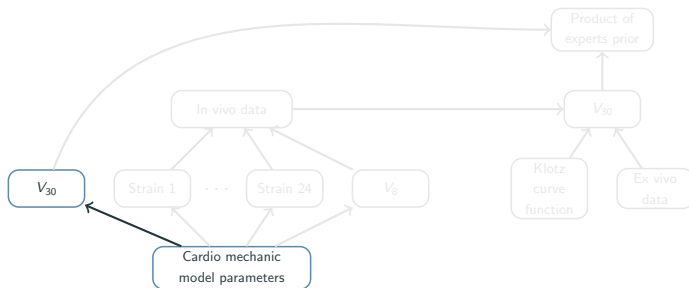 Product of
experts prior
In vivo data
V₃₀
V₃₀
Strain 1
· · ·
Strain 24
V₈
Klotz
curve
function
Ex vivo
data
Cardio mechanic
model parameters